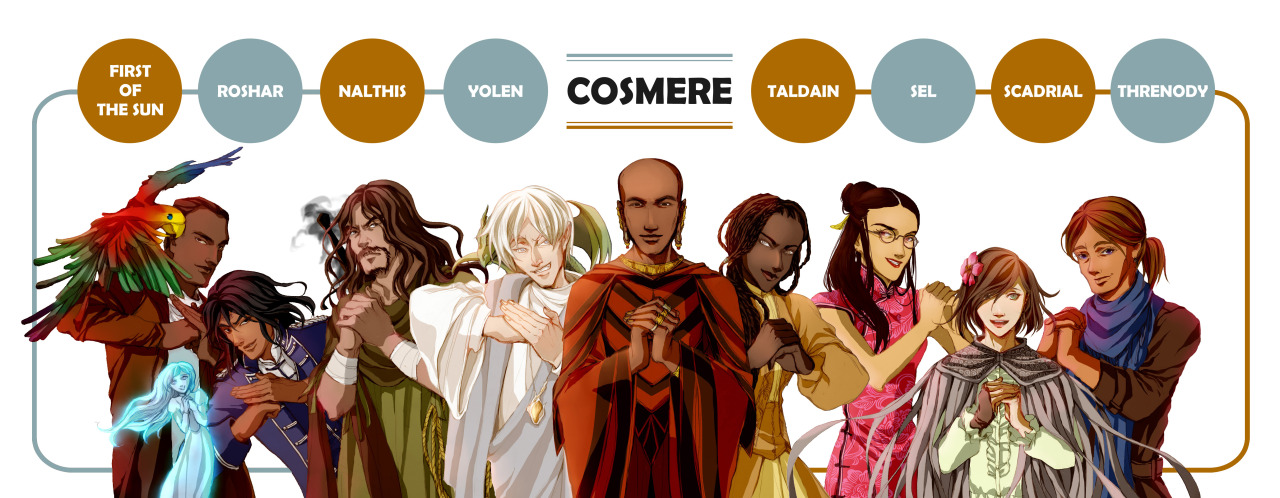 FIRST
OF
THE SUN
ROSHAR
NALTHIS
YOLEN
COSMERE
TALDAIN
SEL
SCADRIAL
THRENODY